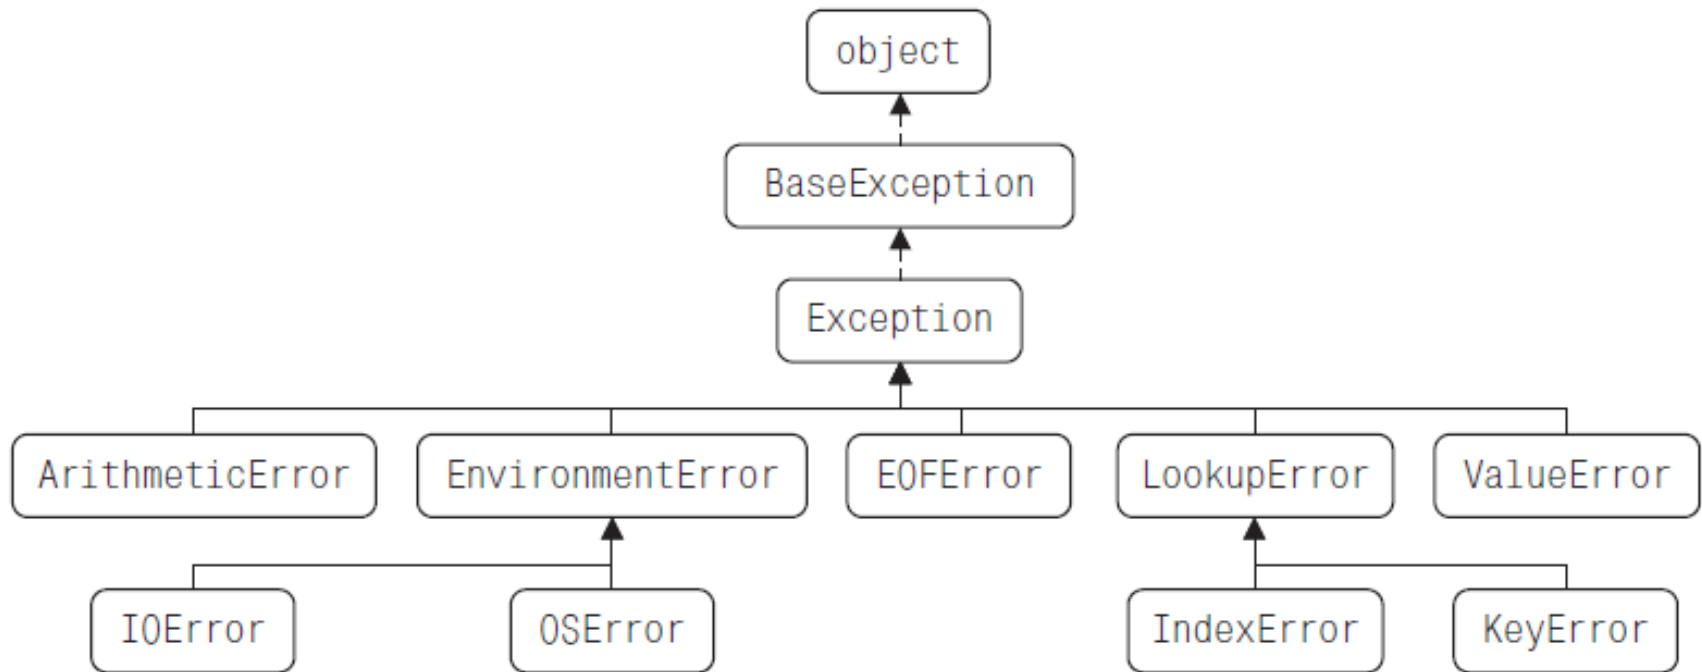 object
BaseException
Exception
ArithmeticError EnvironmentError EOFError LookupError ValueError
IOError OSError IndexError KeyError